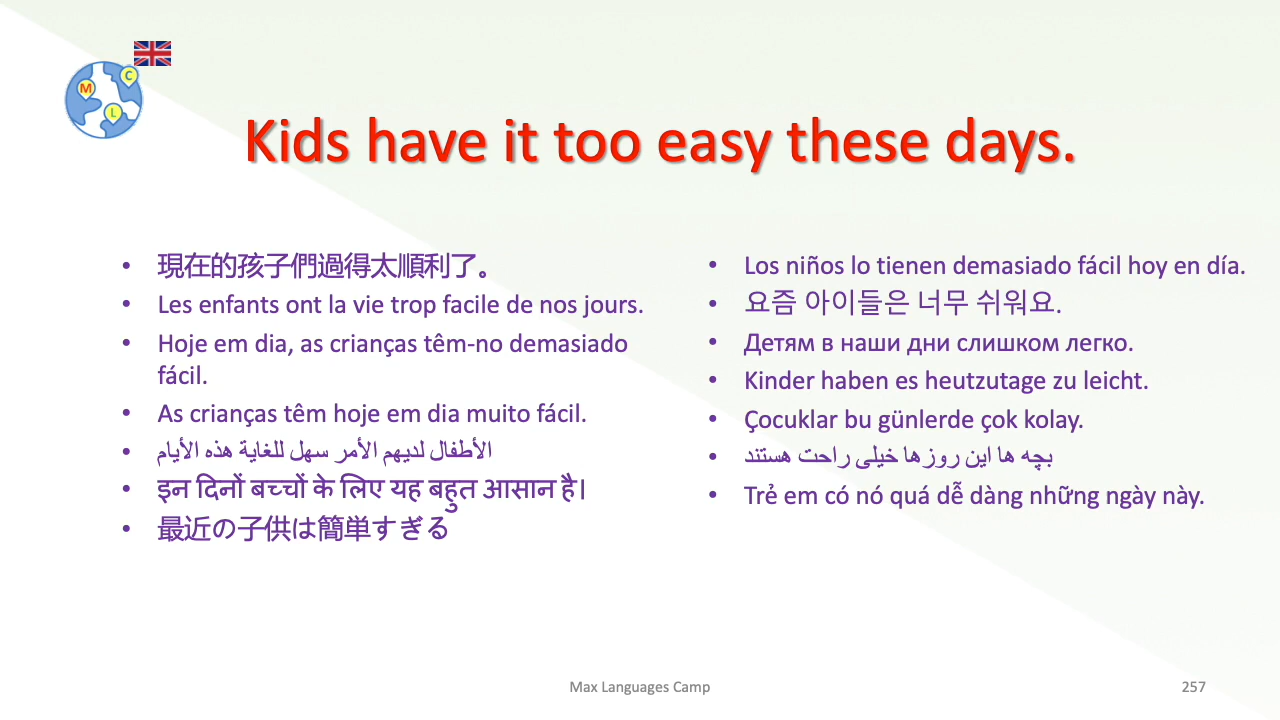 M C L
Kids have it too easy these days.
現在的孩子們過得太順利了。
Les enfants ont la vie trop facile de nos jours.
Hoje em dia, as crianças têm-no demasiado
fácil.
As crianças têm hoje em dia muito fácil.
الأطفال لديهم الأمر سهل للغاية هذه الأيام
इन दिनों बच्चों के लिए यह बहुत आसान है।
最近の子供は簡単すぎる
Los niños lo tienen demasiado fácil hoy en día.
요즘 아이들은 너무 쉬워요.
Детям в наши дни слишком легко.
Kinder haben es heutzutage zu leicht.
Çocuklar bu günlerde çok kolay.
بچه ها این روزها خیلی راحت هستند
Trẻ em có nó quá dễ dàng những ngày này.
Max Languages Camp
257